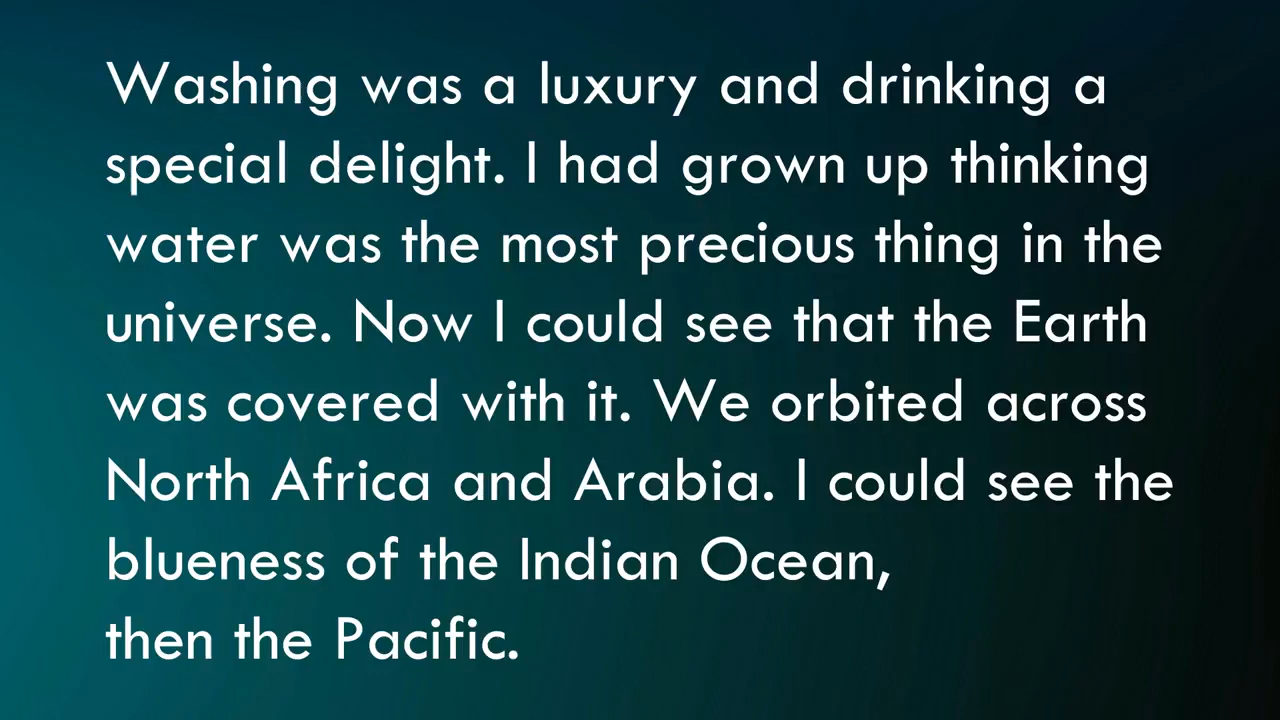 Washing was a luxury and drinking a
special delight. I had grown up thinking
water was the most precious thing in the
universe. Now I could see that the Earth
was covered with it. We orbited across
North Africa and Arabia. I could see the
blueness of the Indian Ocean,
then the Pacific.